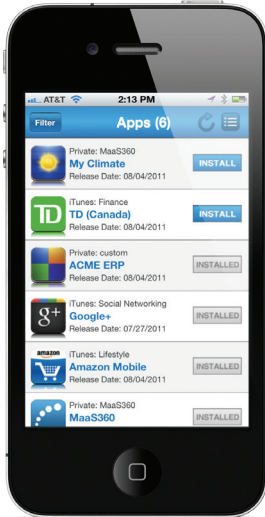 AT&T 2:13 PM
Filter Apps (6)
Private: MaaS360
My Climate INSTALL
Release Date: 08/04/2011
iTunes: Finance
TD TD (Canada) INSTALL
Release Date: 08/04/2011
Private: custom
ACME ERP INSTALLED
Release Date: 08/04/2011
iTunes: Social Networking
g+ Google+ INSTALLED
Release Date: 07/27/2011
amazon iTunes: Lifestyle
Amazon Mobile INSTALLED
Release Date: 08/04/2011
Private: MaaS360
MaaS360 INSTALLED